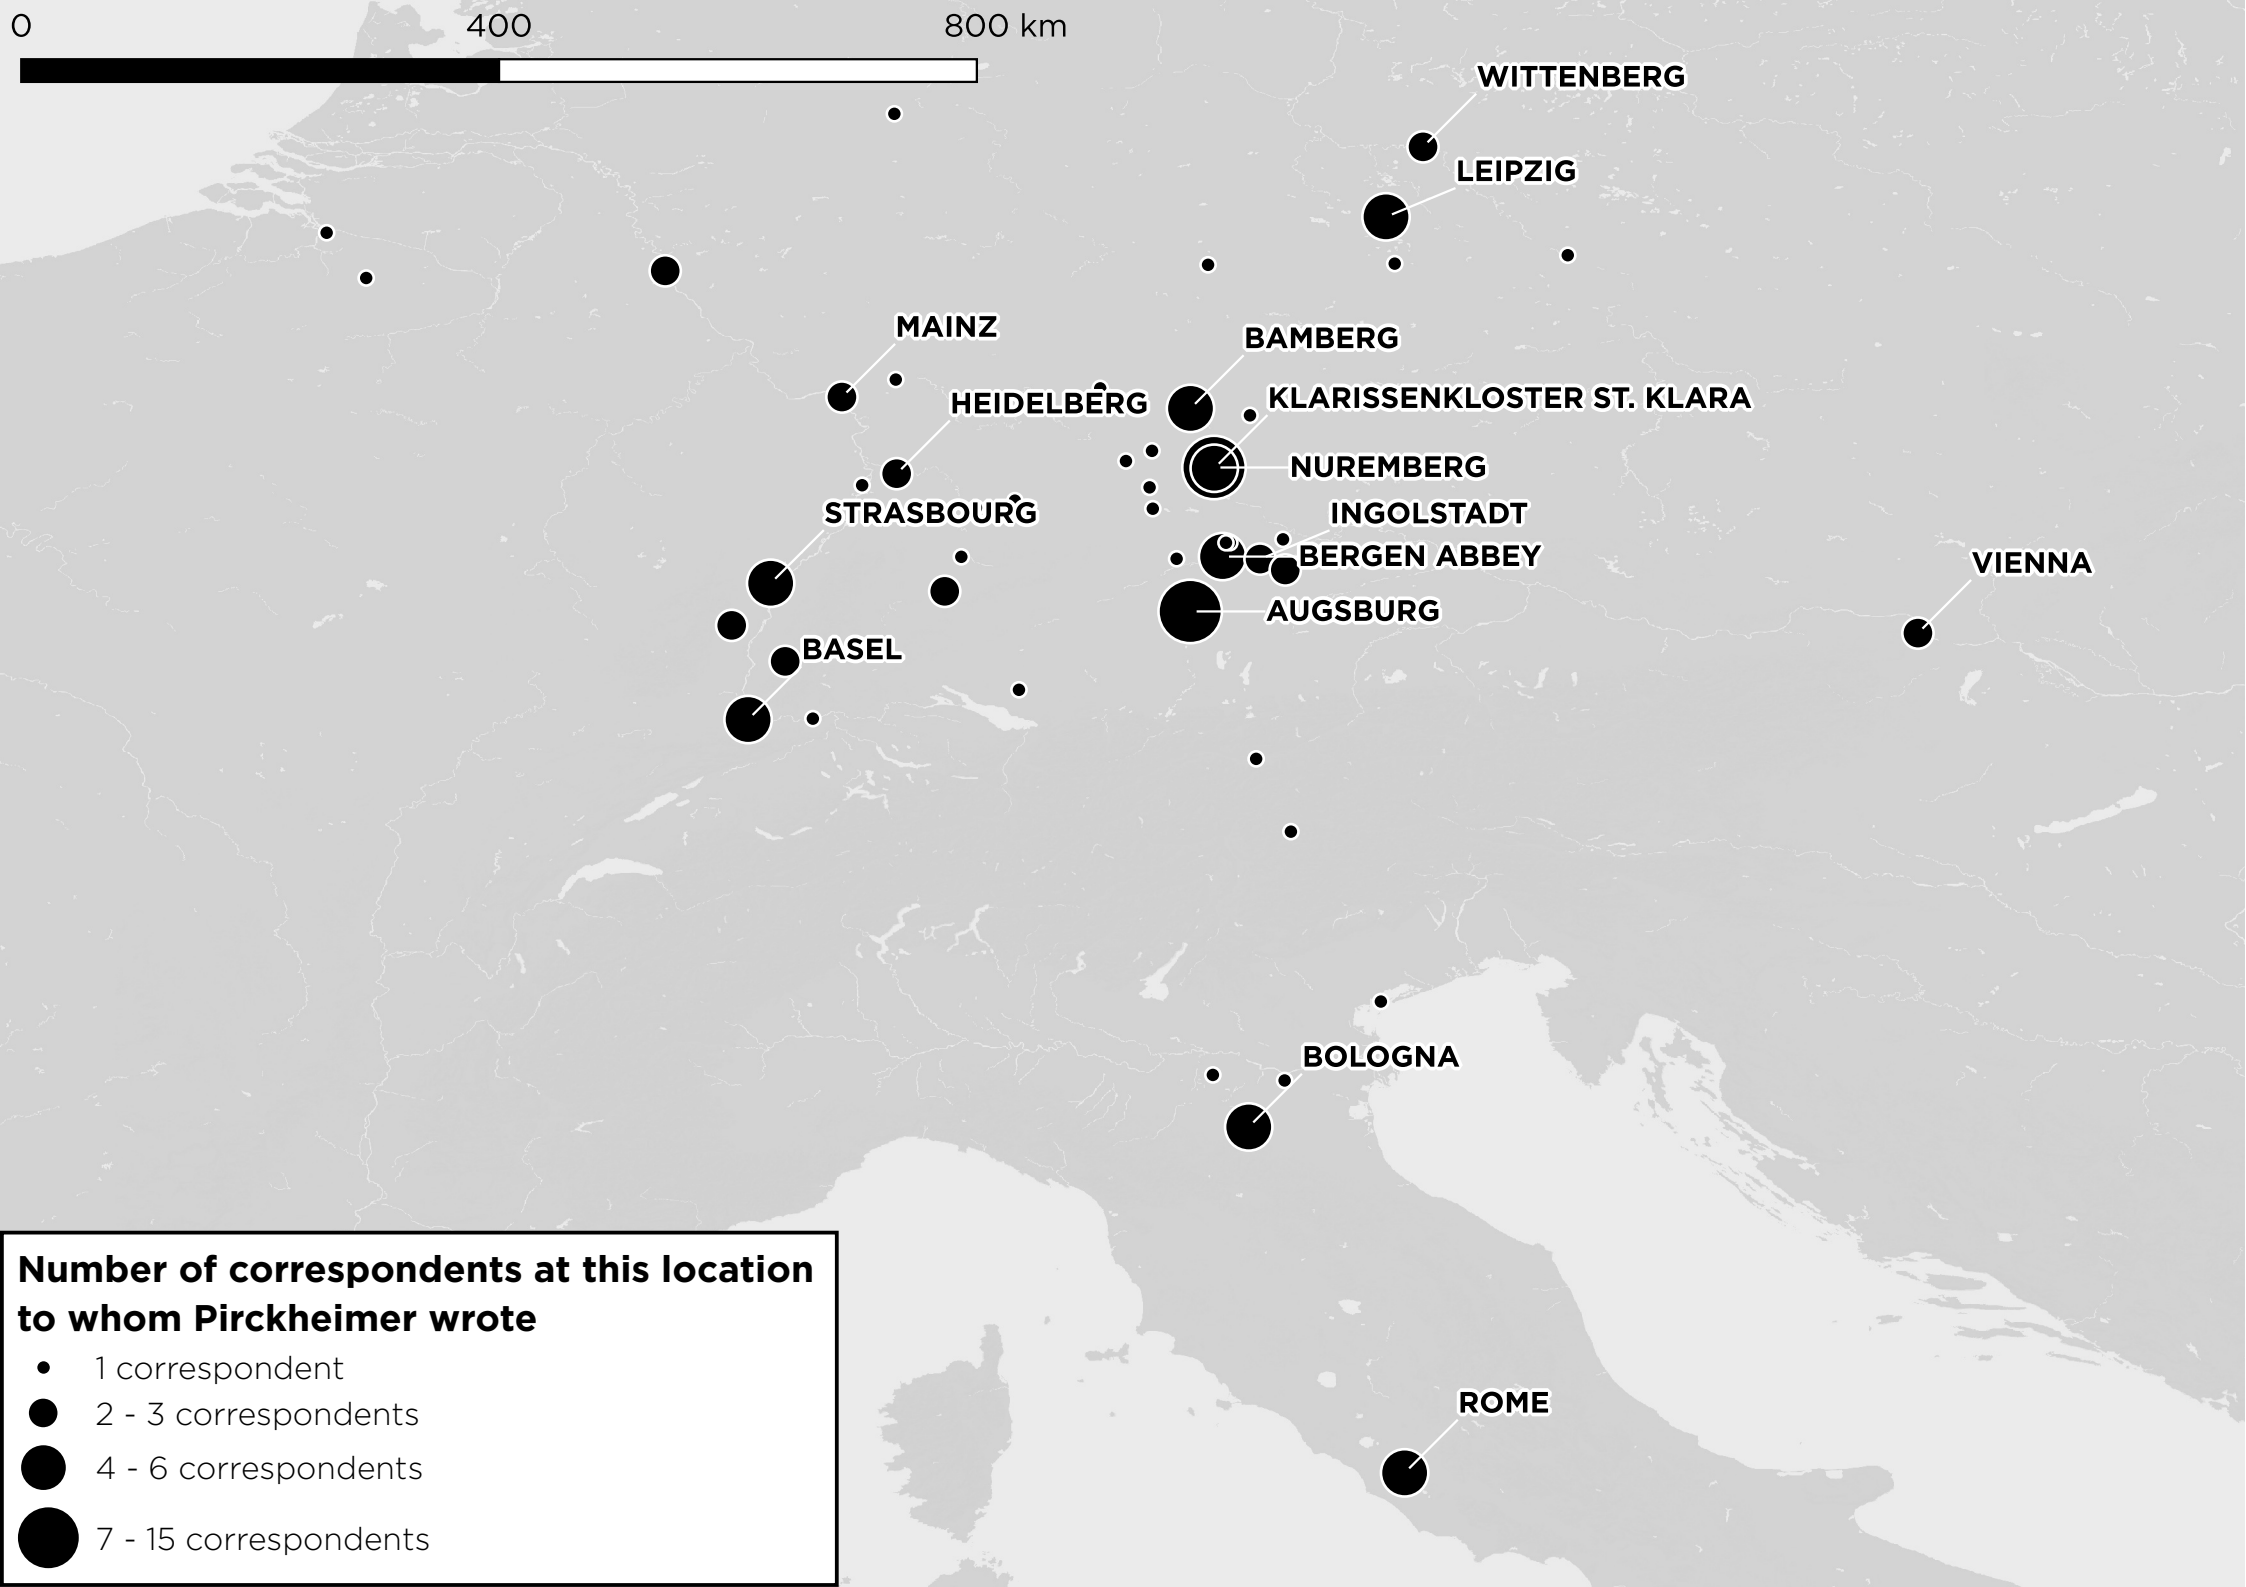 0 400 800 km
WITTENBERG
LEIPZIG
MAINZ
BAMBERG
HEIDELBERG
KLARISSENKLOSTER ST. KLARA
NUREMBERG
STRASBOURG
INGOLSTADT
BERGEN ABBEY
VIENNA
AUGSBURG
BASEL
BOLOGNA
ROME
Number of correspondents at this location
to whom Pirckheimer wrote
1 correspondent
2 - 3 correspondents
4 - 6 correspondents
7 - 15 correspondents